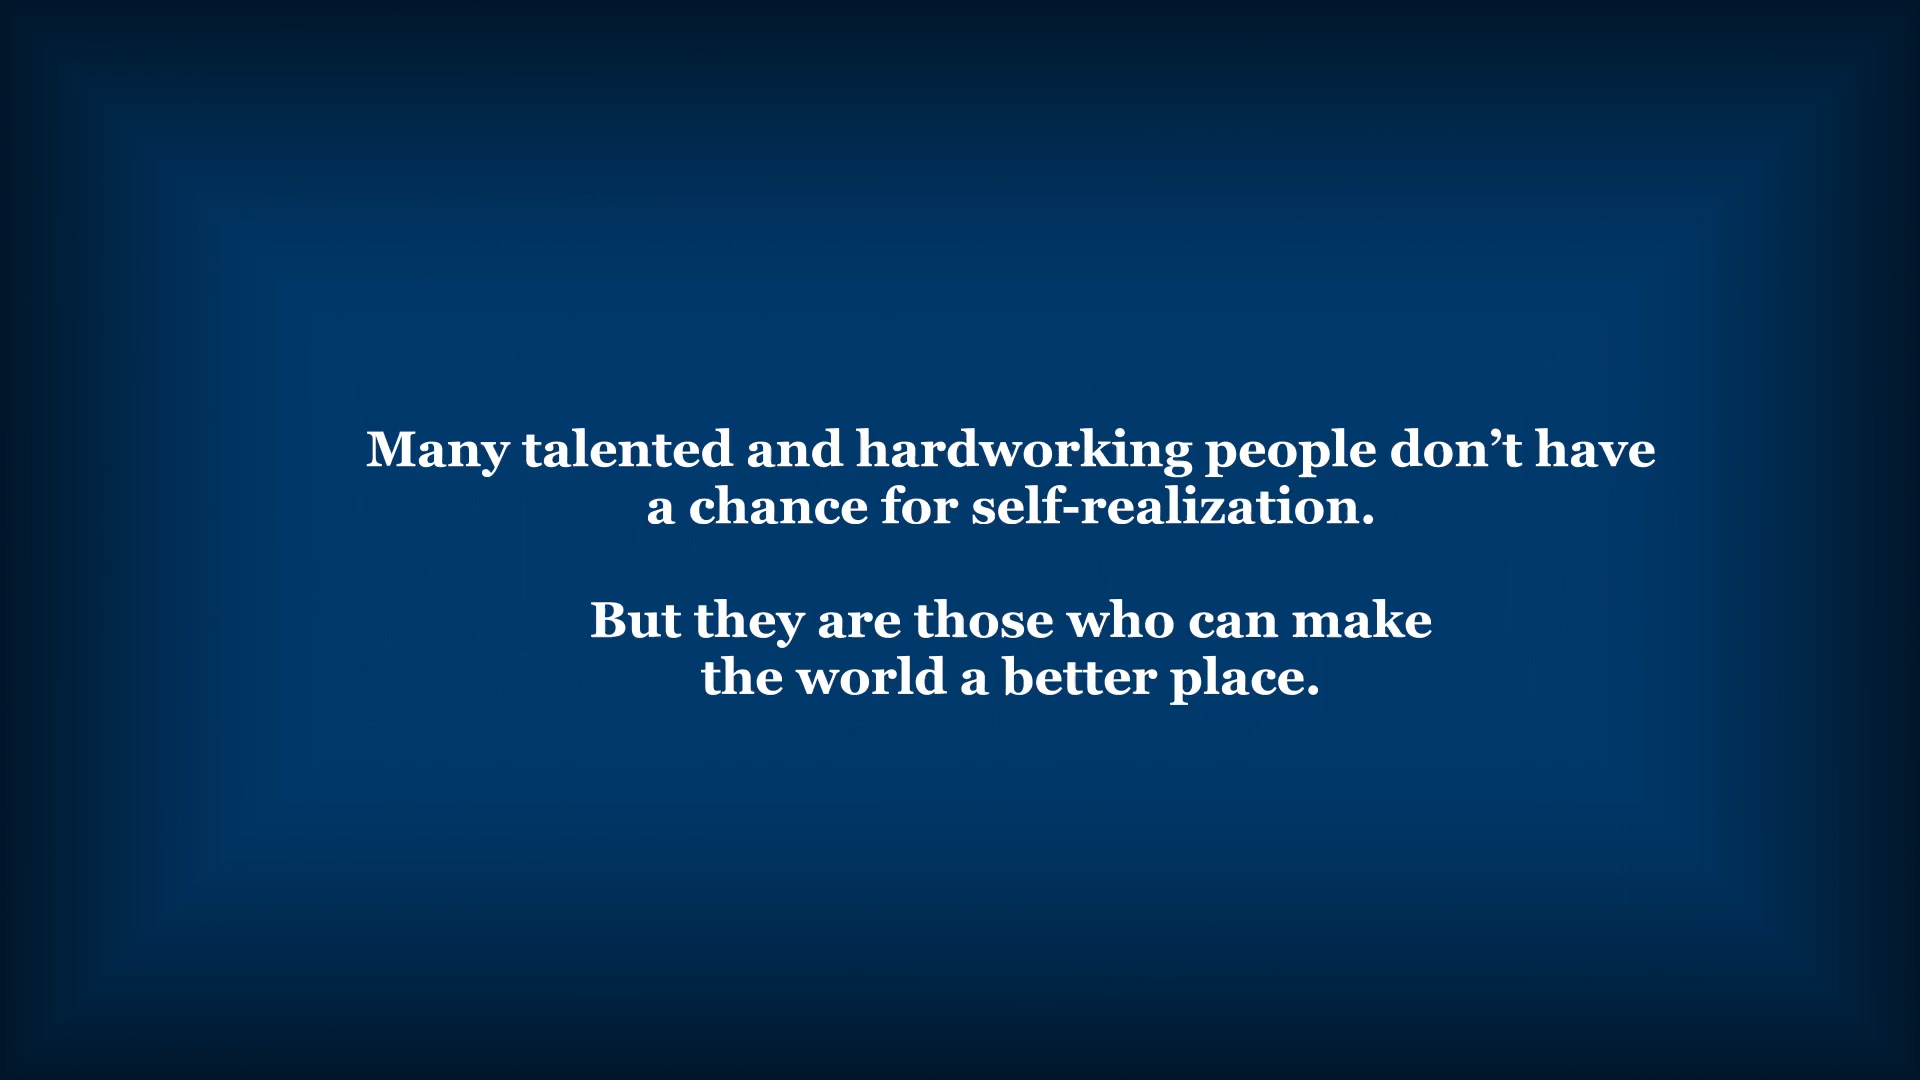 Many talented and hardworking people don’t have
a chance for self-realization.
But they are those who can make
the world a better place.